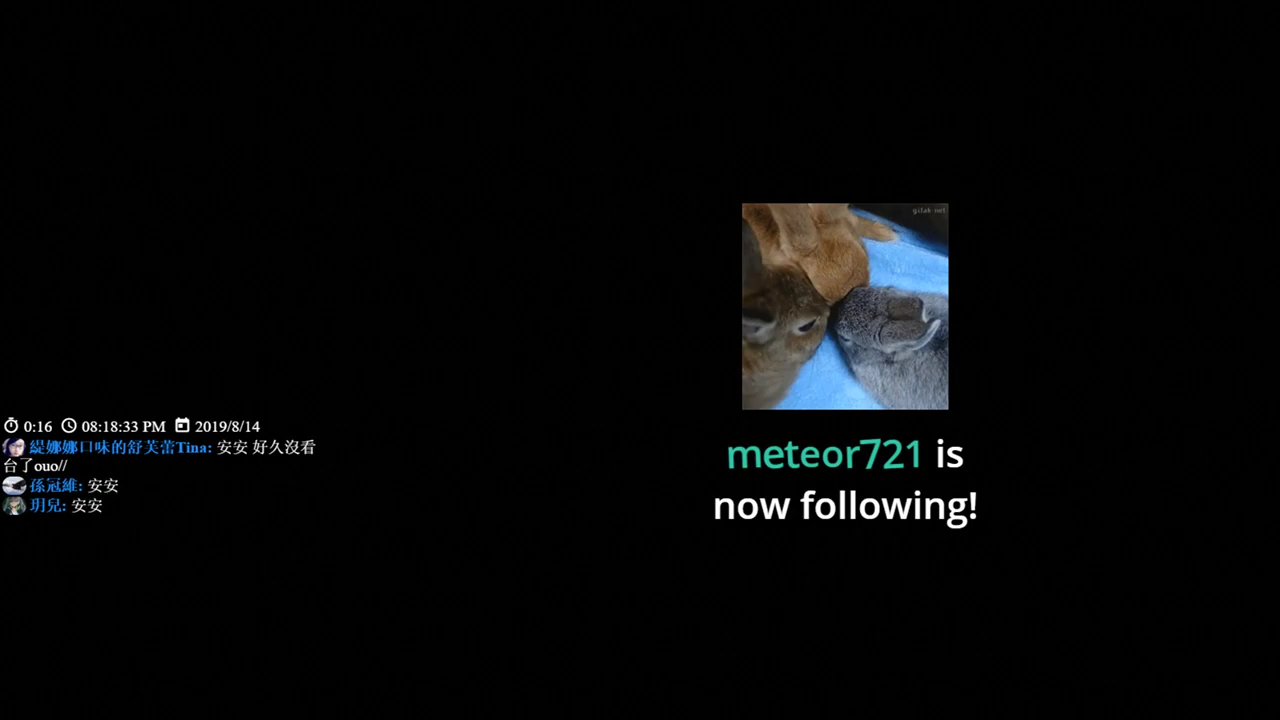 gifak-net
0:16 08:18:33 PM 2019/8/14
緹娜娜口味的舒芙蕾Tina: 安安 好久沒看
台了ouo//
孫冠維: 安安
玥兒: 安安
meteor721 is
now following!